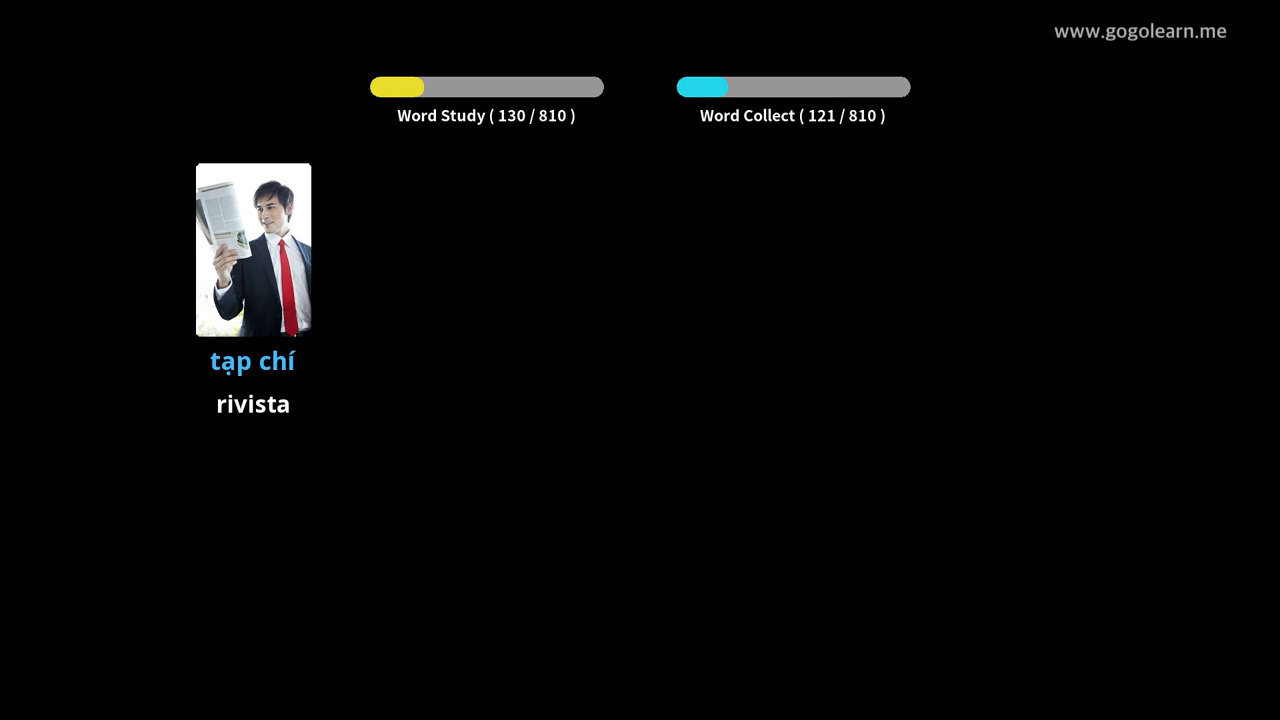 www.gogolearn.me
Word Study ( 130 / 810 )
Word Collect ( 121 / 810 )
tạp chí
rivista